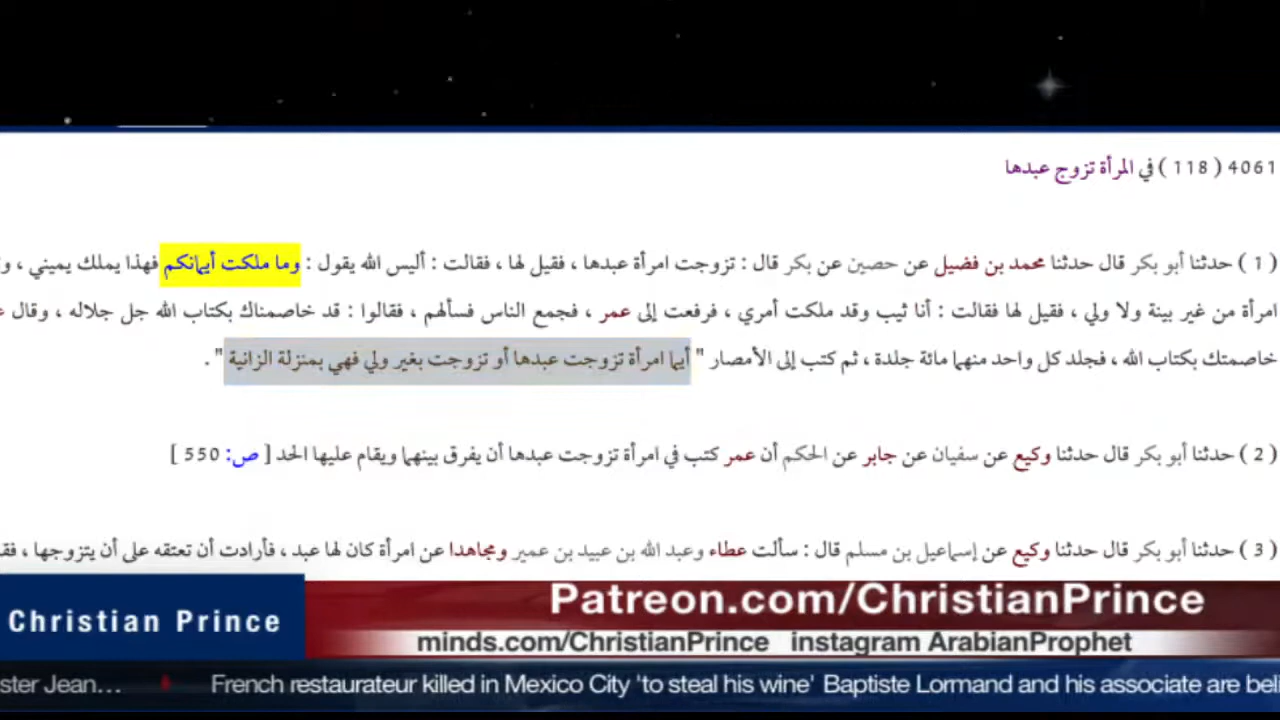 4061 ( 118 ) في المرأة تزوج عبدها
( 1 ) حدثنا أبو بكر قال حدثنا محمد بن فضيل عن حصين عن بكر قال : تزوجت امرأة عبدها ، فقيل لها ، فقالت : أليس الله يقول : وما ملكت أيمانكم فهذا يملك يميني ،
امرأة من غير بينة ولا ولي ، فقيل لها فقالت : أنا ثيب وقد ملكت أمري ، فرفعت إلى عمر ، فجمع الناس فسألهم ، فقالوا : قد خاصمناك بكتاب الله جل جلاله ، وقال
خاصمتك بكتاب الله ، فجلد كل واحد منهما مائة جلدة ، ثم كتب إلى الأمصار " أيما امرأة تزوجت عبدها أو تزوجت بغير ولي فهي بمنزلة الزانية " .
( 2 ) حدثنا أبو بكر قال حدثنا وكيع عن سفيان عن جابر عن الحكم أن عمر كتب في امرأة تزوجت عبدها أن يفرق بينهما ويقام عليها الحد [ ص: 550 ]
( 3 ) حدثنا أبو بكر قال حدثنا وكيع عن إسماعيل بن مسلم قال : سألت عطاء وعبد الله بن عبيد بن عمير ومجاهدا عن امرأة كان لها عبد ، فأرادت أن تعتقه على أن يتزوجها ،
Patreon.com/ChristianPrince
Christian Prince
minds.com/ChristianPrince instagram ArabianProphet
ster Jean... French restaurateur killed in Mexico City 'to steal his wine' Baptiste Lormand and his associate are beli